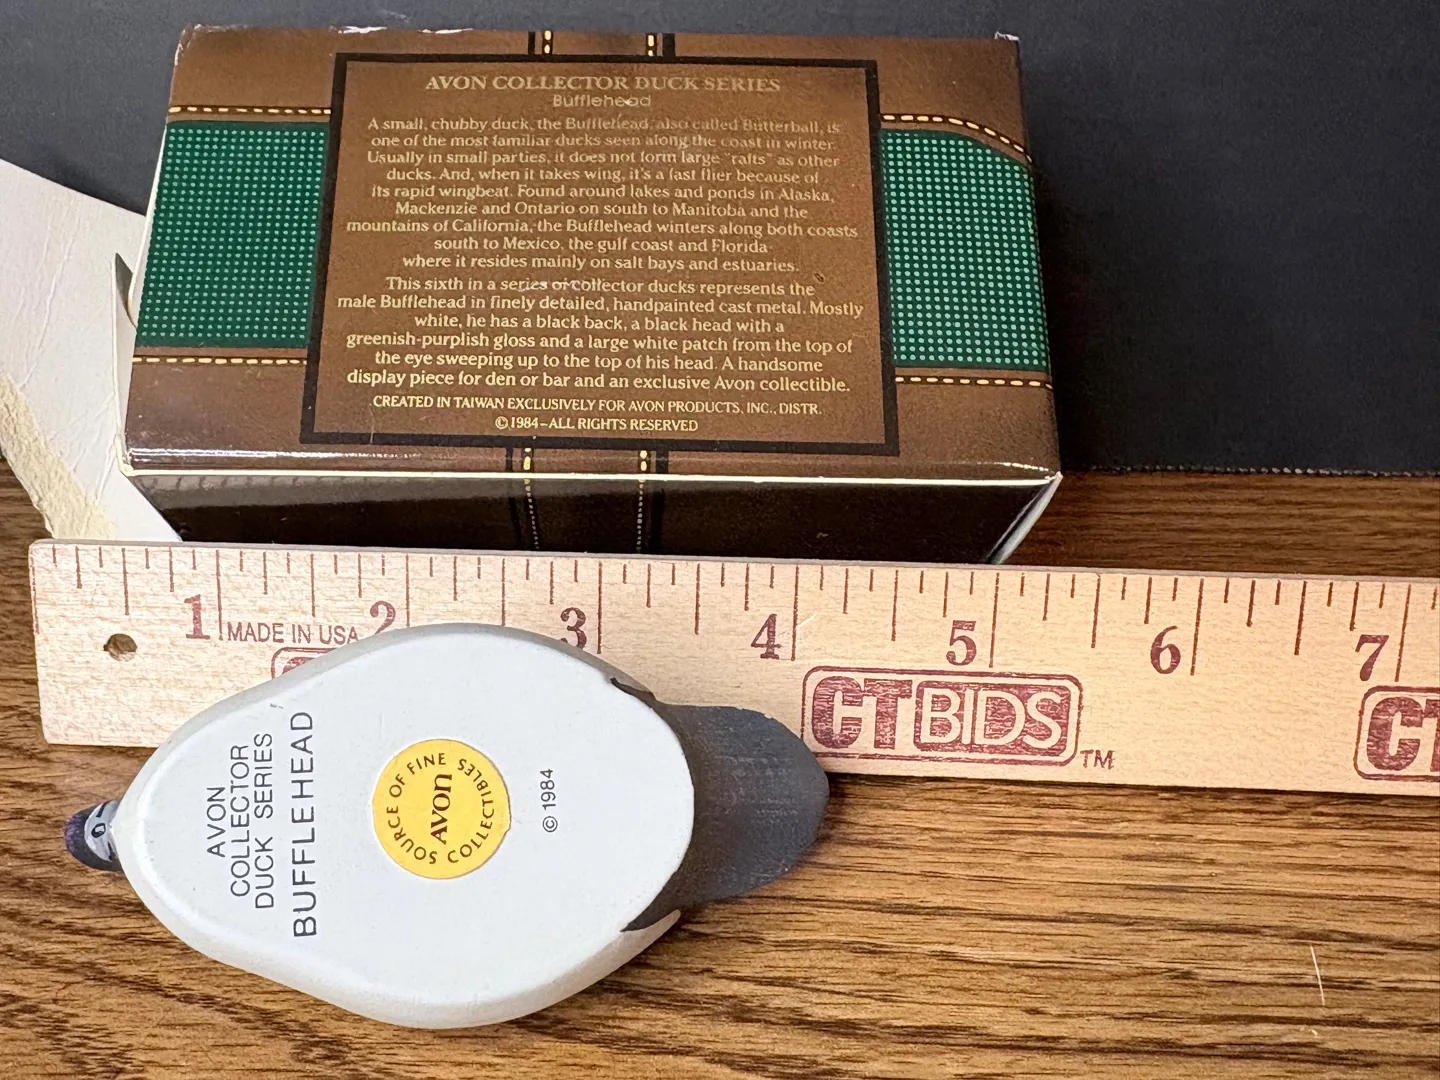 AVON COLLECTOR DUCK SERIES
Bufflehead
A small, chubby duck, the Bufflehead, also called Butterball, is
one of the most familiar ducks seen along the coast in winter.
Usually in small parties, it does not form large "rafts" as other
ducks. And, when it takes wing, it's a fast flier because of
its rapid wingbeat. Found around lakes and ponds in Alaska,
Mackenzie and Ontario on south to Manitoba and the
mountains of California, the Bufflehead winters along both coasts
south to Mexico, the gulf coast and Florida
where it resides mainly on salt bays and estuaries.
This sixth in a series of collector ducks represents the
male Bufflehead in finely detailed, handpainted cast metal. Mostly
white, he has a black back, a black head with a
greenish-purplish gloss and a large white patch from the top of
the eye sweeping up to the top of his head. A handsome
display piece for den or bar and an exclusive Avon collectible.
CREATED IN TAIWAN EXCLUSIVELY FOR AVON PRODUCTS, INC., DISTR.
©1984–ALL RIGHTS RESERVED
1 2 3 4 5 6 7
MADE IN USA
CTBIDS™
CT
AVON
COLLECTOR
DUCK SERIES
BUFFLEHEAD
SOURCE OF FINE
AVON
COLLECTIBLES
©1984